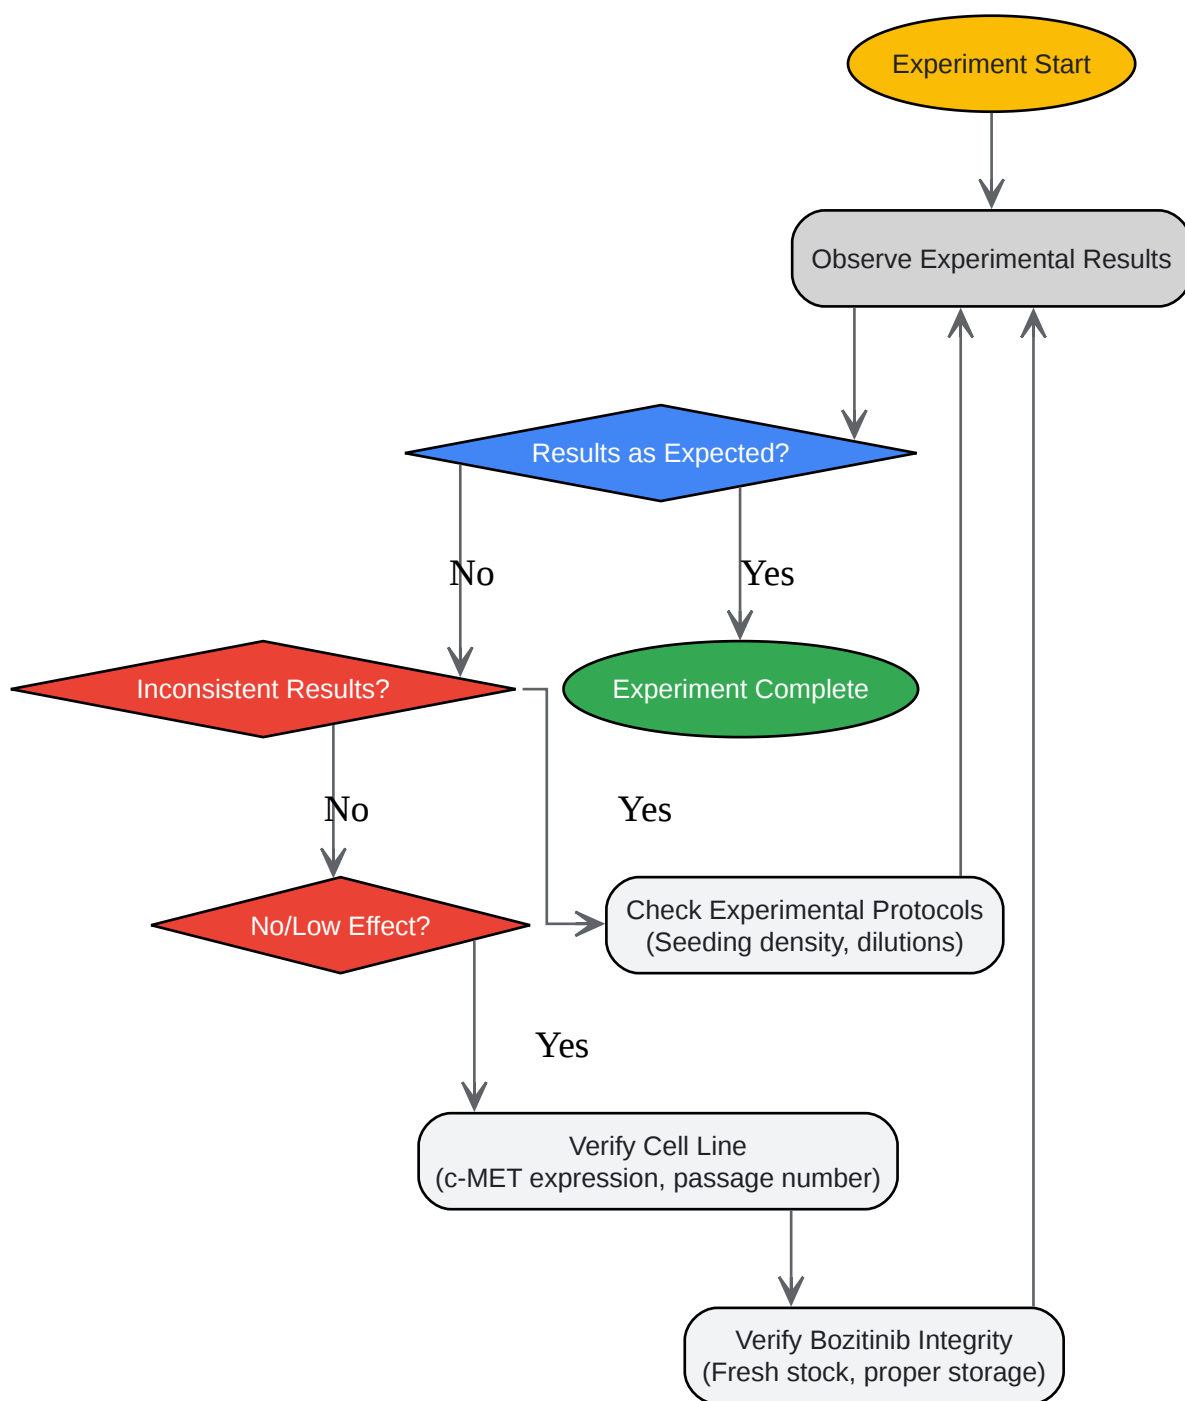 Experiment Start
Observe Experimental Results
Results as Expected?
No
Yes
Inconsistent Results?
Experiment Complete
No
Yes
No/Low Effect?
Check Experimental Protocols
(Seeding density, dilutions)
Yes
Verify Cell Line
(c-MET expression, passage number)
Verify Bozitinib Integrity
(Fresh stock, proper storage)